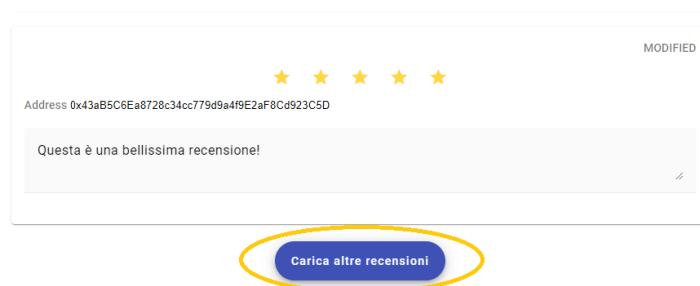 MODIFIED
Address 0x43aB5C6Ea8728c34cc779d9a4f9E2aF8Cd923C5D
Questa è una bellissima recensione!
Carica altre recensioni